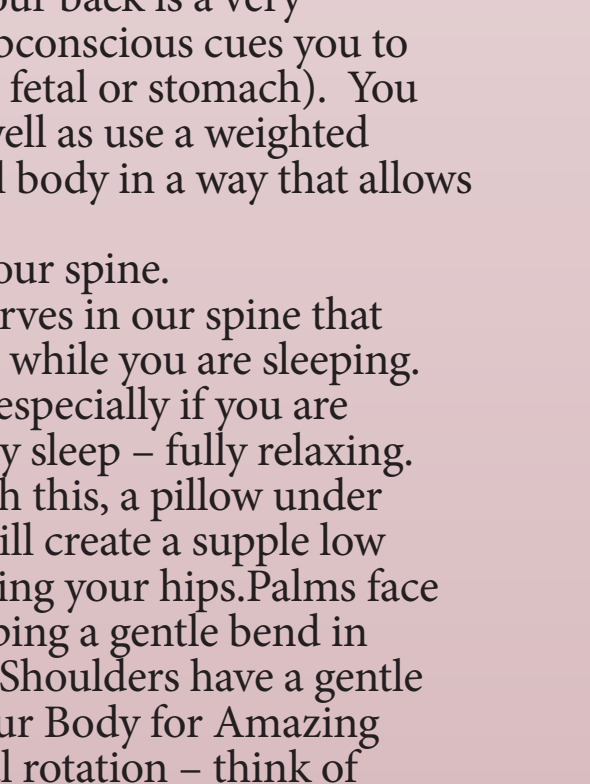 our back is a very
bconscious cues you to
fetal or stomach).  You
well as use a weighted
l body in a way that allows
our spine.
rves in our spine that
while you are sleeping.
especially if you are
y sleep – fully relaxing.
h this, a pillow under
ill create a supple low
ing your hips.Palms face
ping a gentle bend in
Shoulders have a gentle
ur Body for Amazing
l rotation – think of